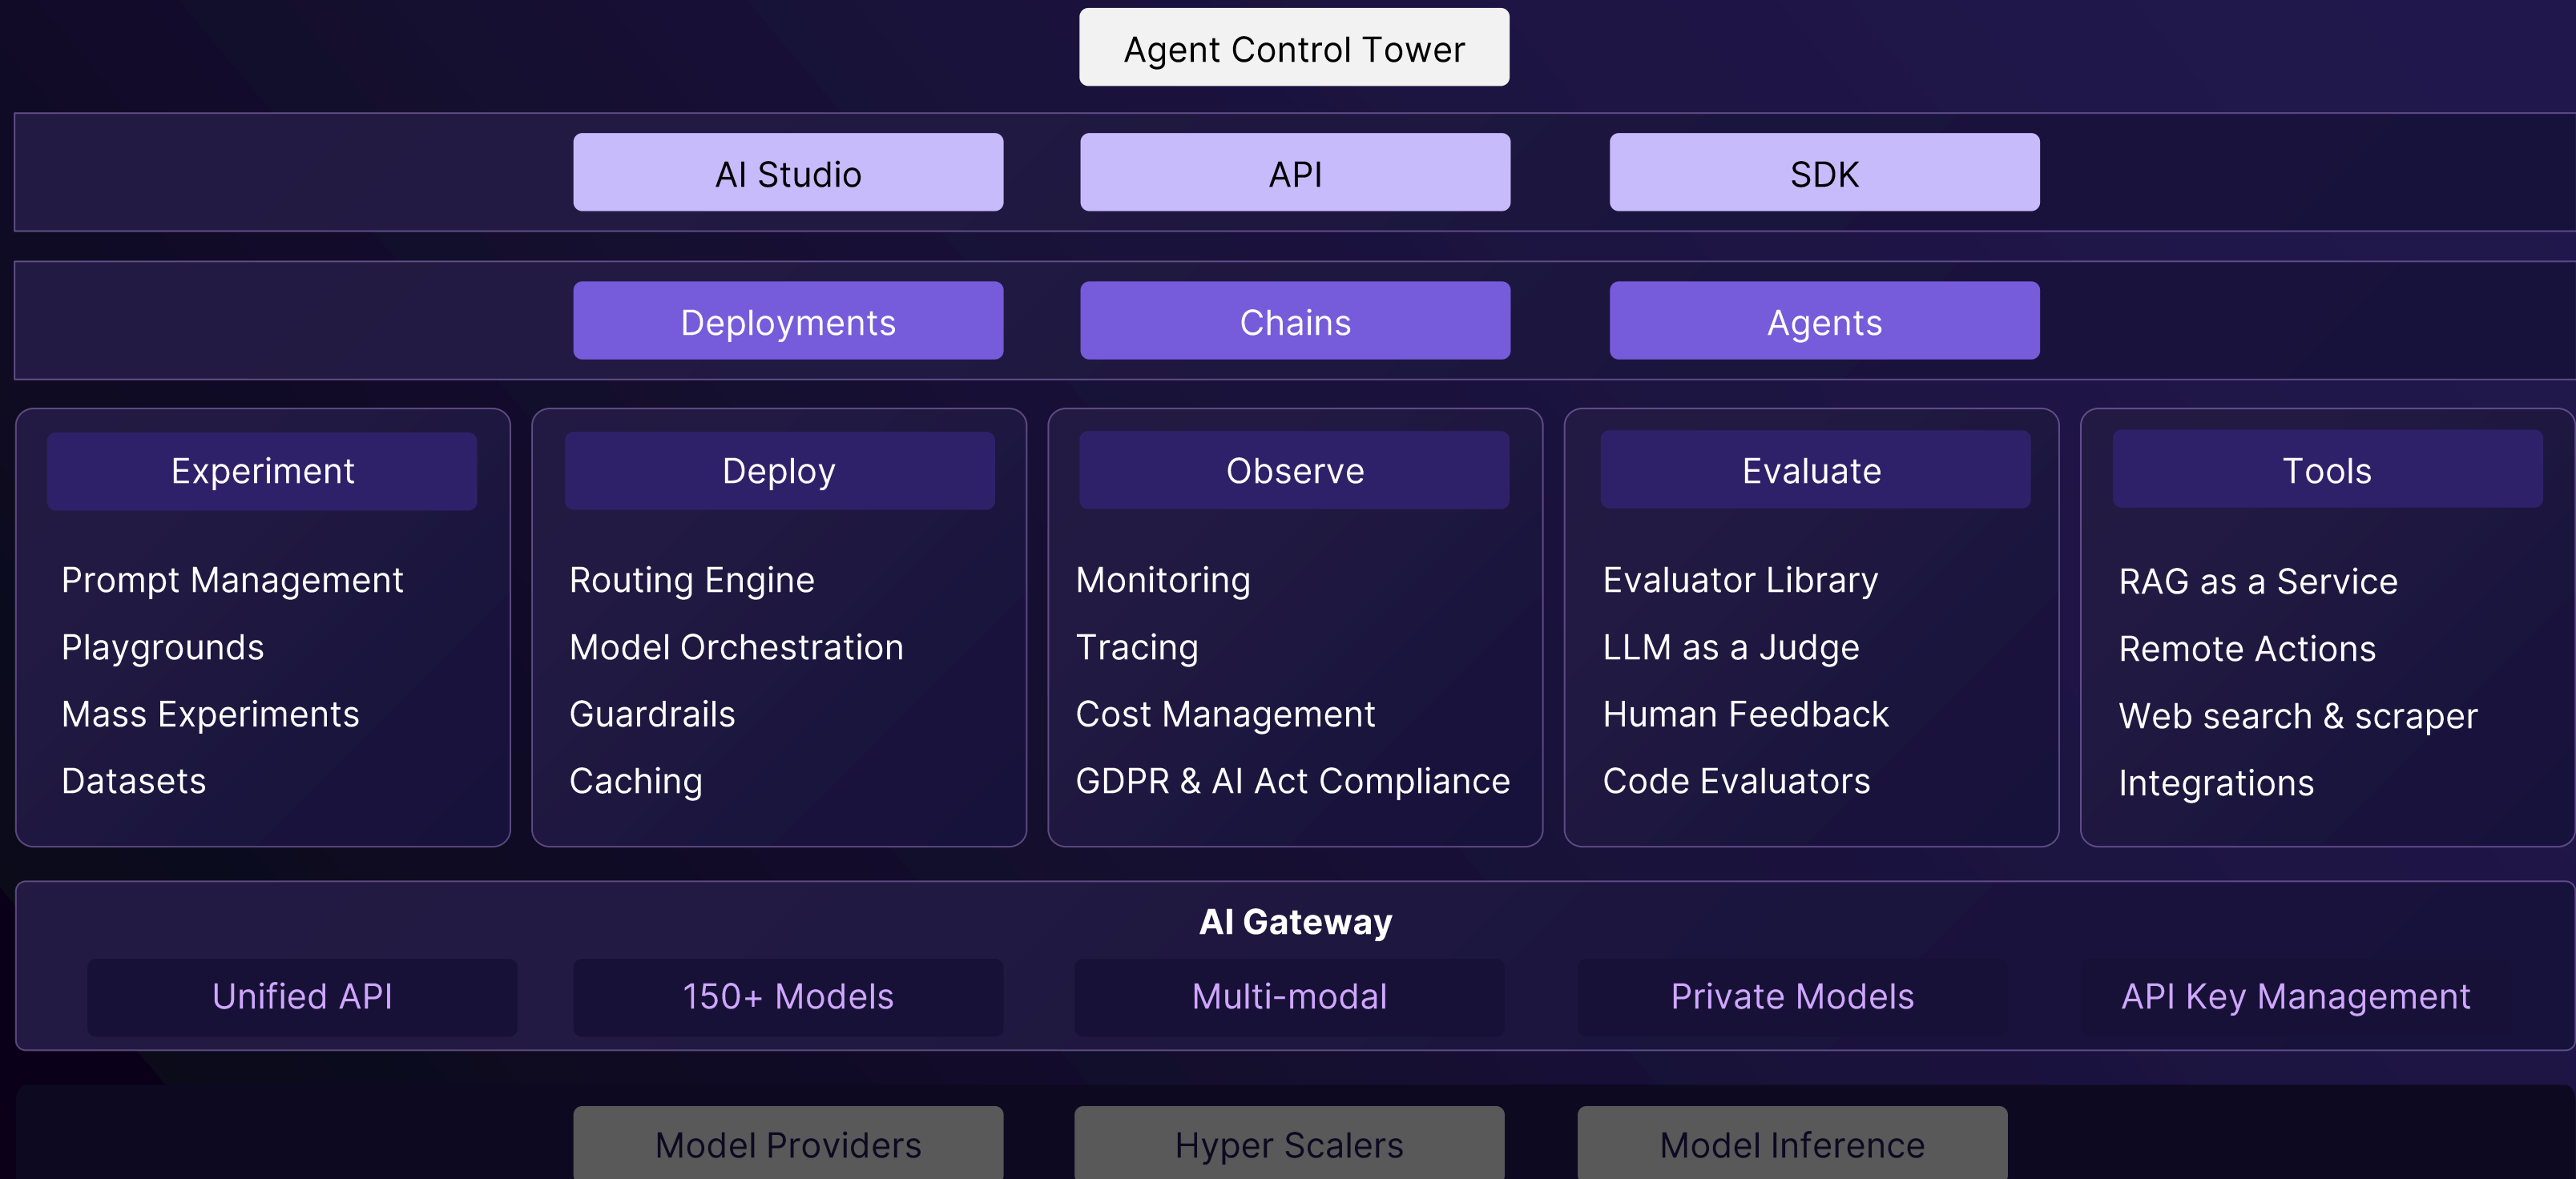 Agent Control Tower
AI Studio
API
SDK
Deployments
Chains
Agents
Experiment
Prompt Management
Playgrounds
Mass Experiments
Datasets
Deploy
Routing Engine
Model Orchestration
Guardrails
Caching
Observe
Monitoring
Tracing
Cost Management
GDPR & AI Act Compliance
Evaluate
Evaluator Library
LLM as a Judge
Human Feedback
Code Evaluators
Tools
RAG as a Service
Remote Actions
Web search & scraper
Integrations
AI Gateway
Unified API
150+ Models
Multi-modal
Private Models
API Key Management
Model Providers
Hyper Scalers
Model Inference